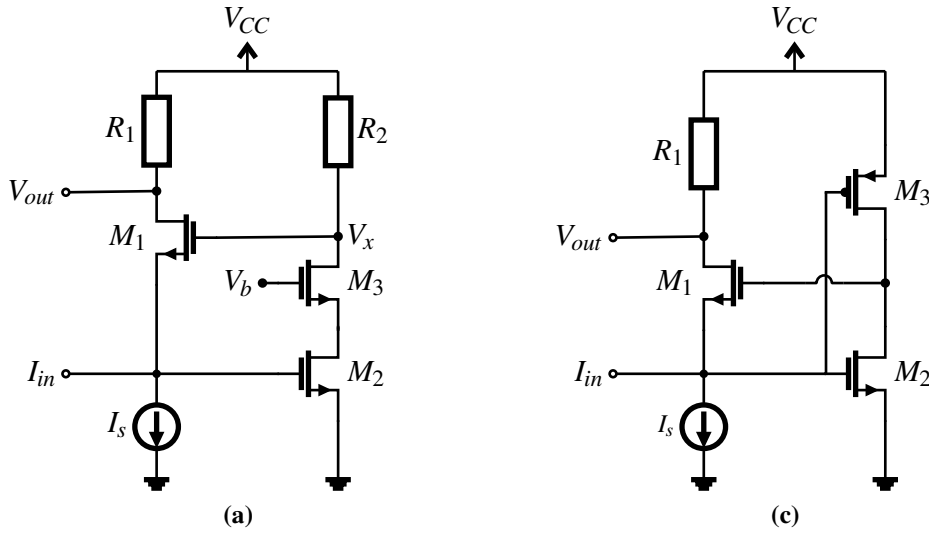 V_CC V_CC
R_1 R_2
R_1
V_out M_3
M_1 V_x V_out
V_b M_3 M_1
I_in M_2 I_in M_2
I_s I_s
(a) (c)